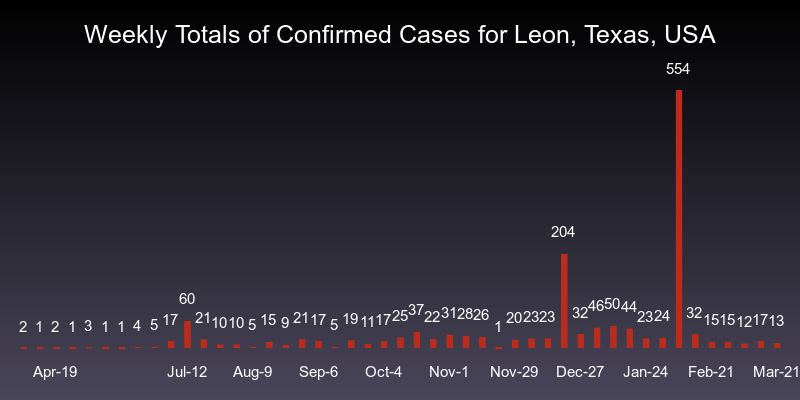 Weekly Totals of Confirmed Cases for Leon, Texas, USA
554
204
60
2 1 2 1 3 1 1 4 5 17 21 10 10 5 15 9 21 17 5 19 11 17 25 37 22 31 28 26 1 20 23 23 32 46 50 44 23 24 32 15 15 12 17 13
Apr-19 Jul-12 Aug-9 Sep-6 Oct-4 Nov-1 Nov-29 Dec-27 Jan-24 Feb-21 Mar-21